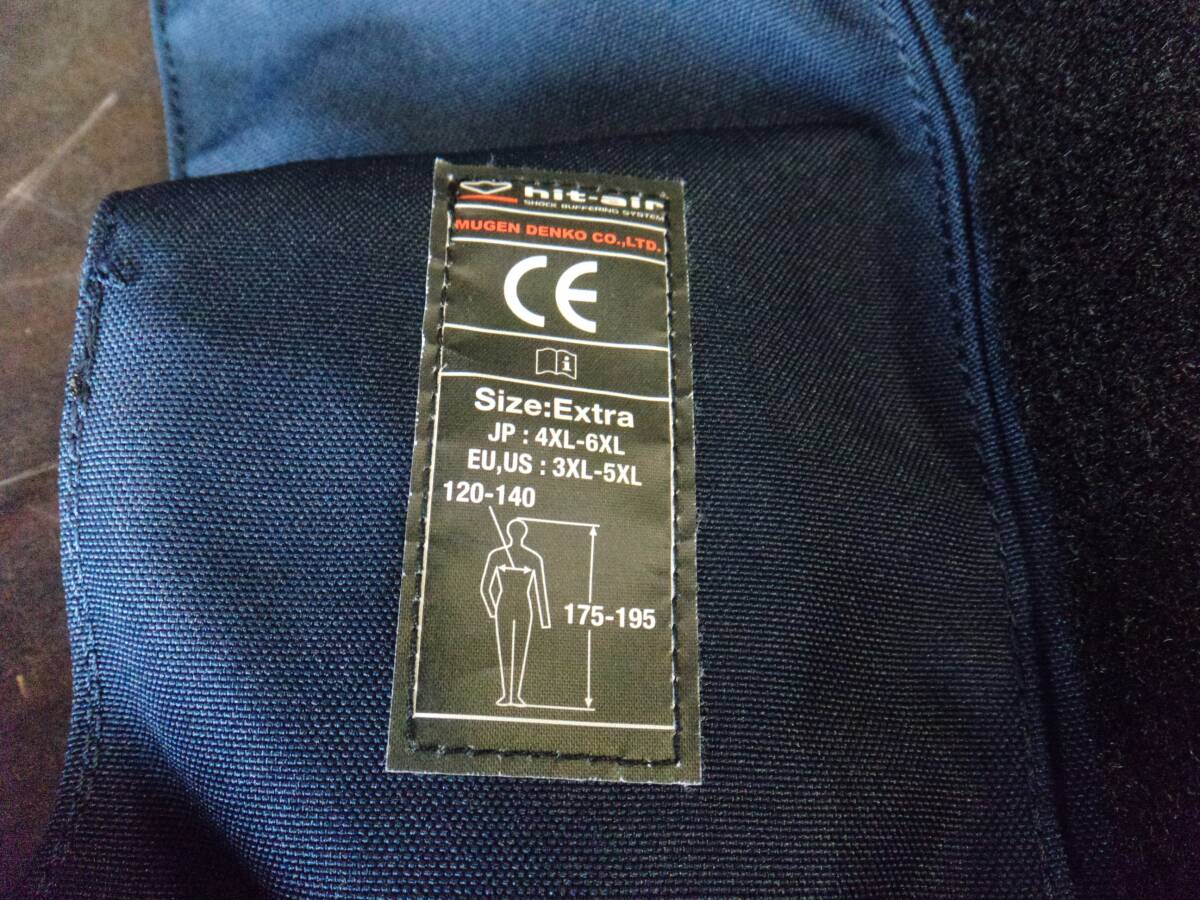 hit-air
SHOCK BUFFERING SYSTEM
MUGEN DENKO CO.,LTD.
CE
i
Size:Extra
JP : 4XL-6XL
EU,US : 3XL-5XL
120-140
175-195